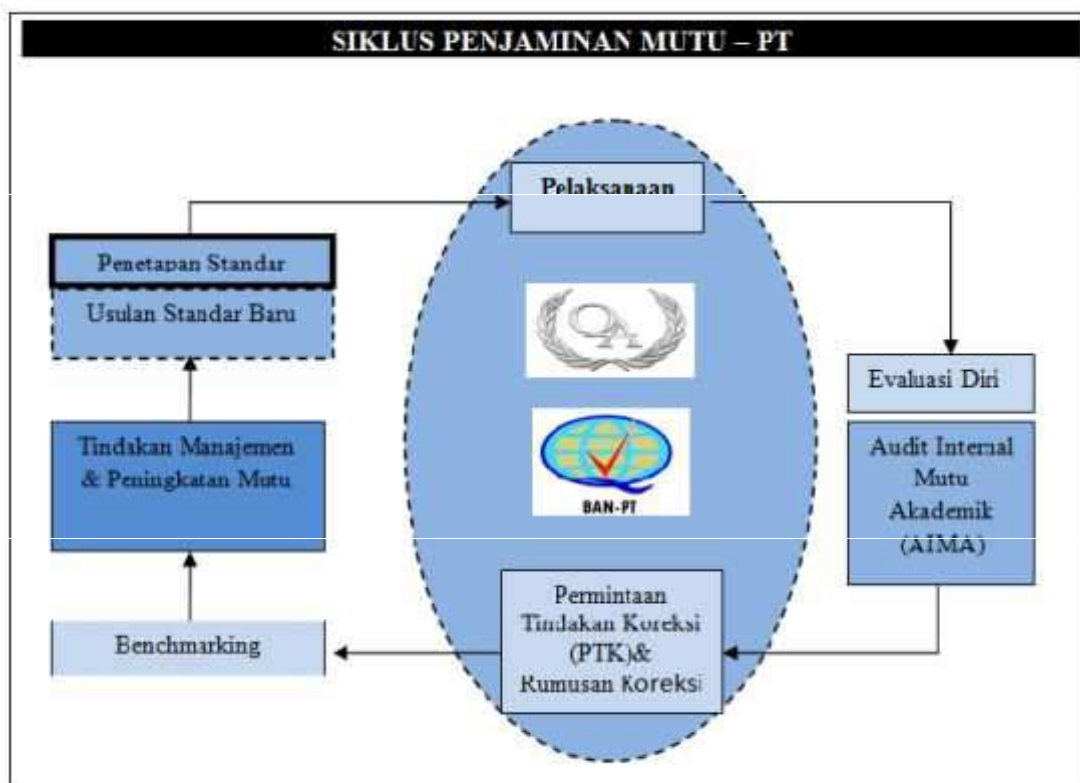 SIKLUS PENJAMINAN MUTU – PT
Pelaksanaan
Penetapan Standar
Usulan Standar Baru
Evaluasi Diri
Tindakan Manajemen
& Peningkatan Mutu
Audit Internal
Mutu
Akademik
(AIMA)
BAN-PT
Permintaan
Tindakan Koreksi
(PTK)&
Rumusan Koreksi
Benchmarking